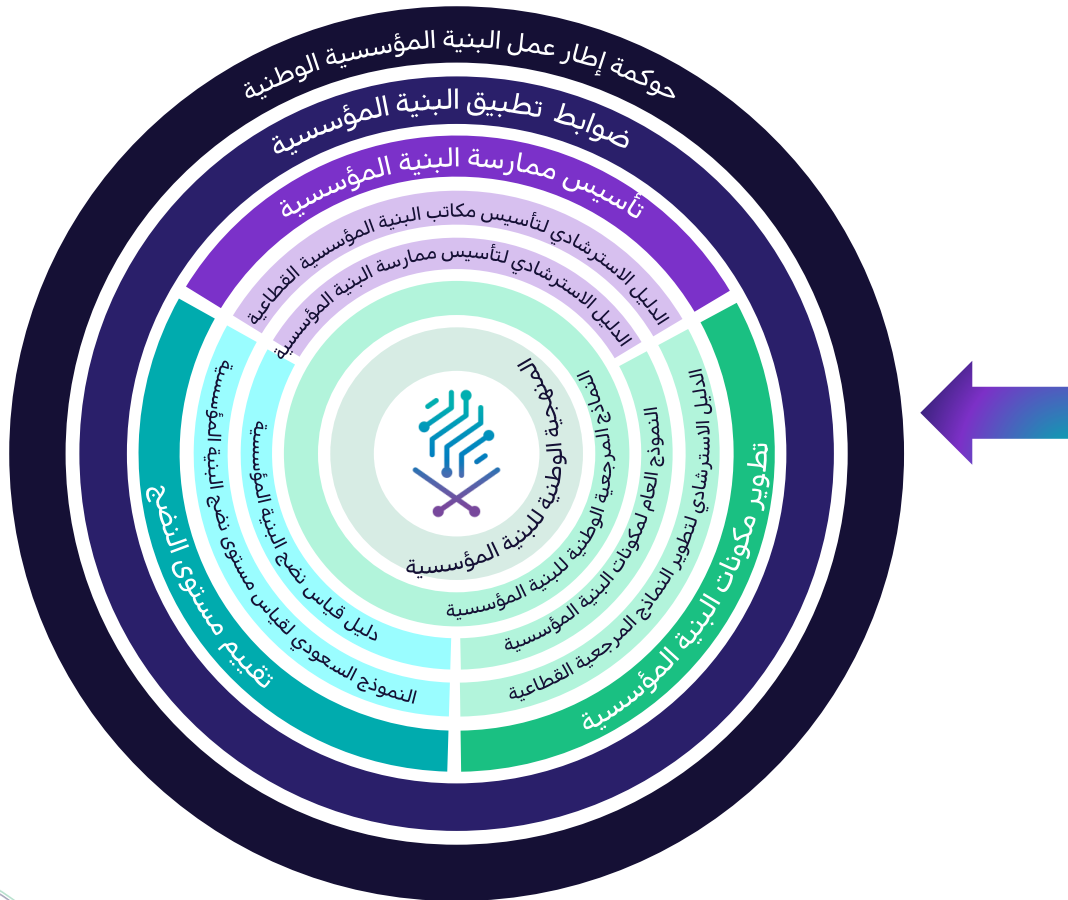 حوكمة إطار عمل البنية المؤسسية الوطنية
ضوابط تطبيق البنية المؤسسية
تأسيس ممارسة البنية المؤسسية
الدليل الاسترشادي لتأسيس مكاتب البنية المؤسسية القطاعية
الدليل الاسترشادي لتأسيس ممارسة البنية المؤسسية
تطوير مكونات البنية المؤسسية
الدليل الاسترشادي لتطوير النماذج المرجعية القطاعية
النموذج العام لمكونات البنية المؤسسية
النماذج المرجعية الوطنية للبنية المؤسسية
المنهجية الوطنية للبنية المؤسسية
تقييم مستوى النضج
النموذج السعودي لقياس مستوى نضج البنية المؤسسية
دليل قياس نضج البنية المؤسسية